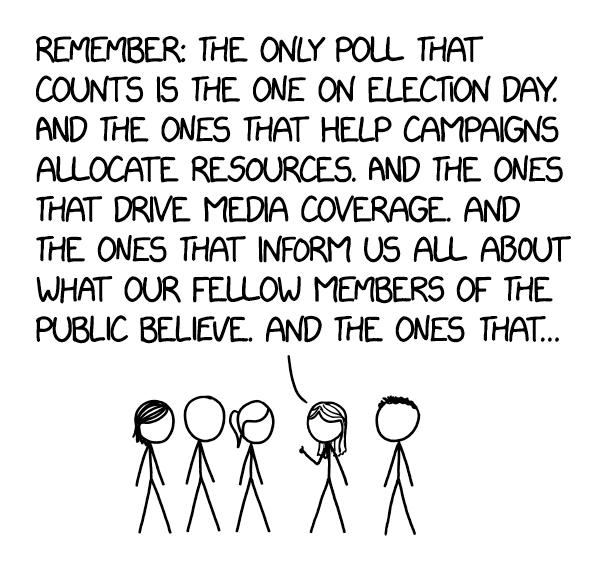 REMEMBER: THE ONLY POLL THAT
COUNTS IS THE ONE ON ELECTION DAY.
AND THE ONES THAT HELP CAMPAIGNS
ALLOCATE RESOURCES. AND THE ONES
THAT DRIVE MEDIA COVERAGE. AND
THE ONES THAT INFORM US ALL ABOUT
WHAT OUR FELLOW MEMBERS OF THE
PUBLIC BELIEVE. AND THE ONES THAT...